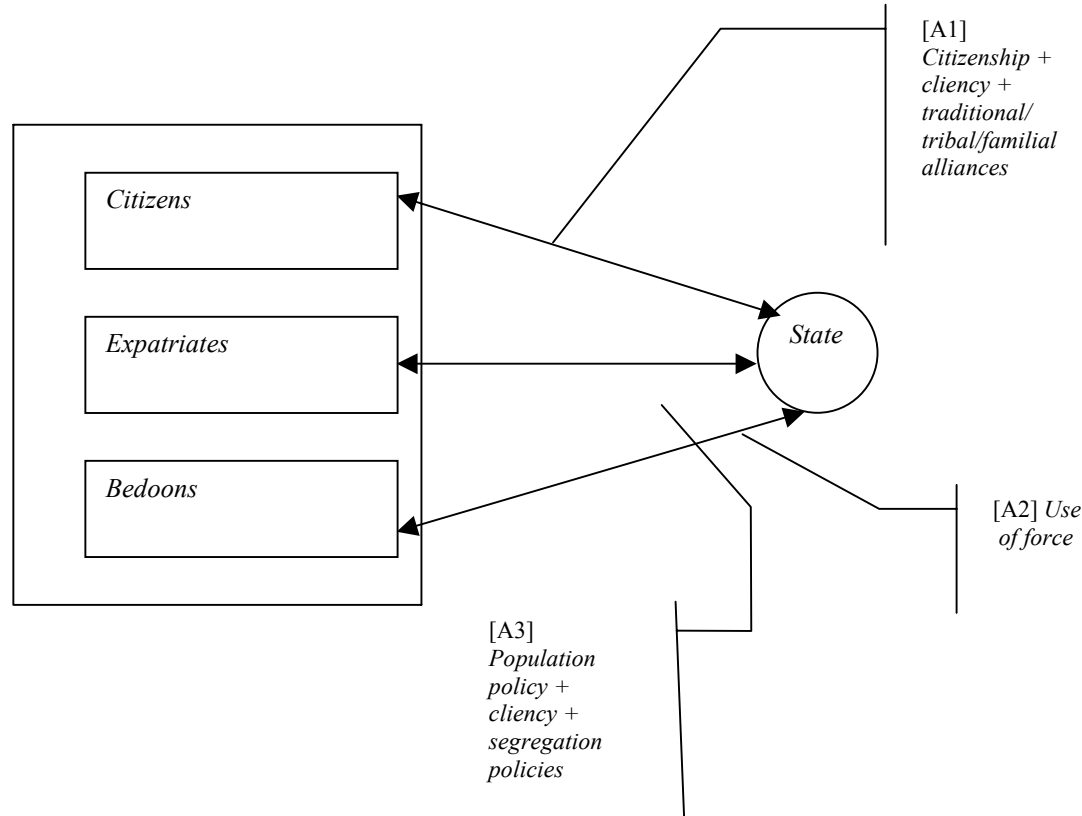 [A1]
Citizenship +
cliency +
traditional/
tribal/familial
alliances
Citizens
Expatriates
Bedoons
State
[A2] Use
of force
[A3]
Population
policy +
cliency +
segregation
policies